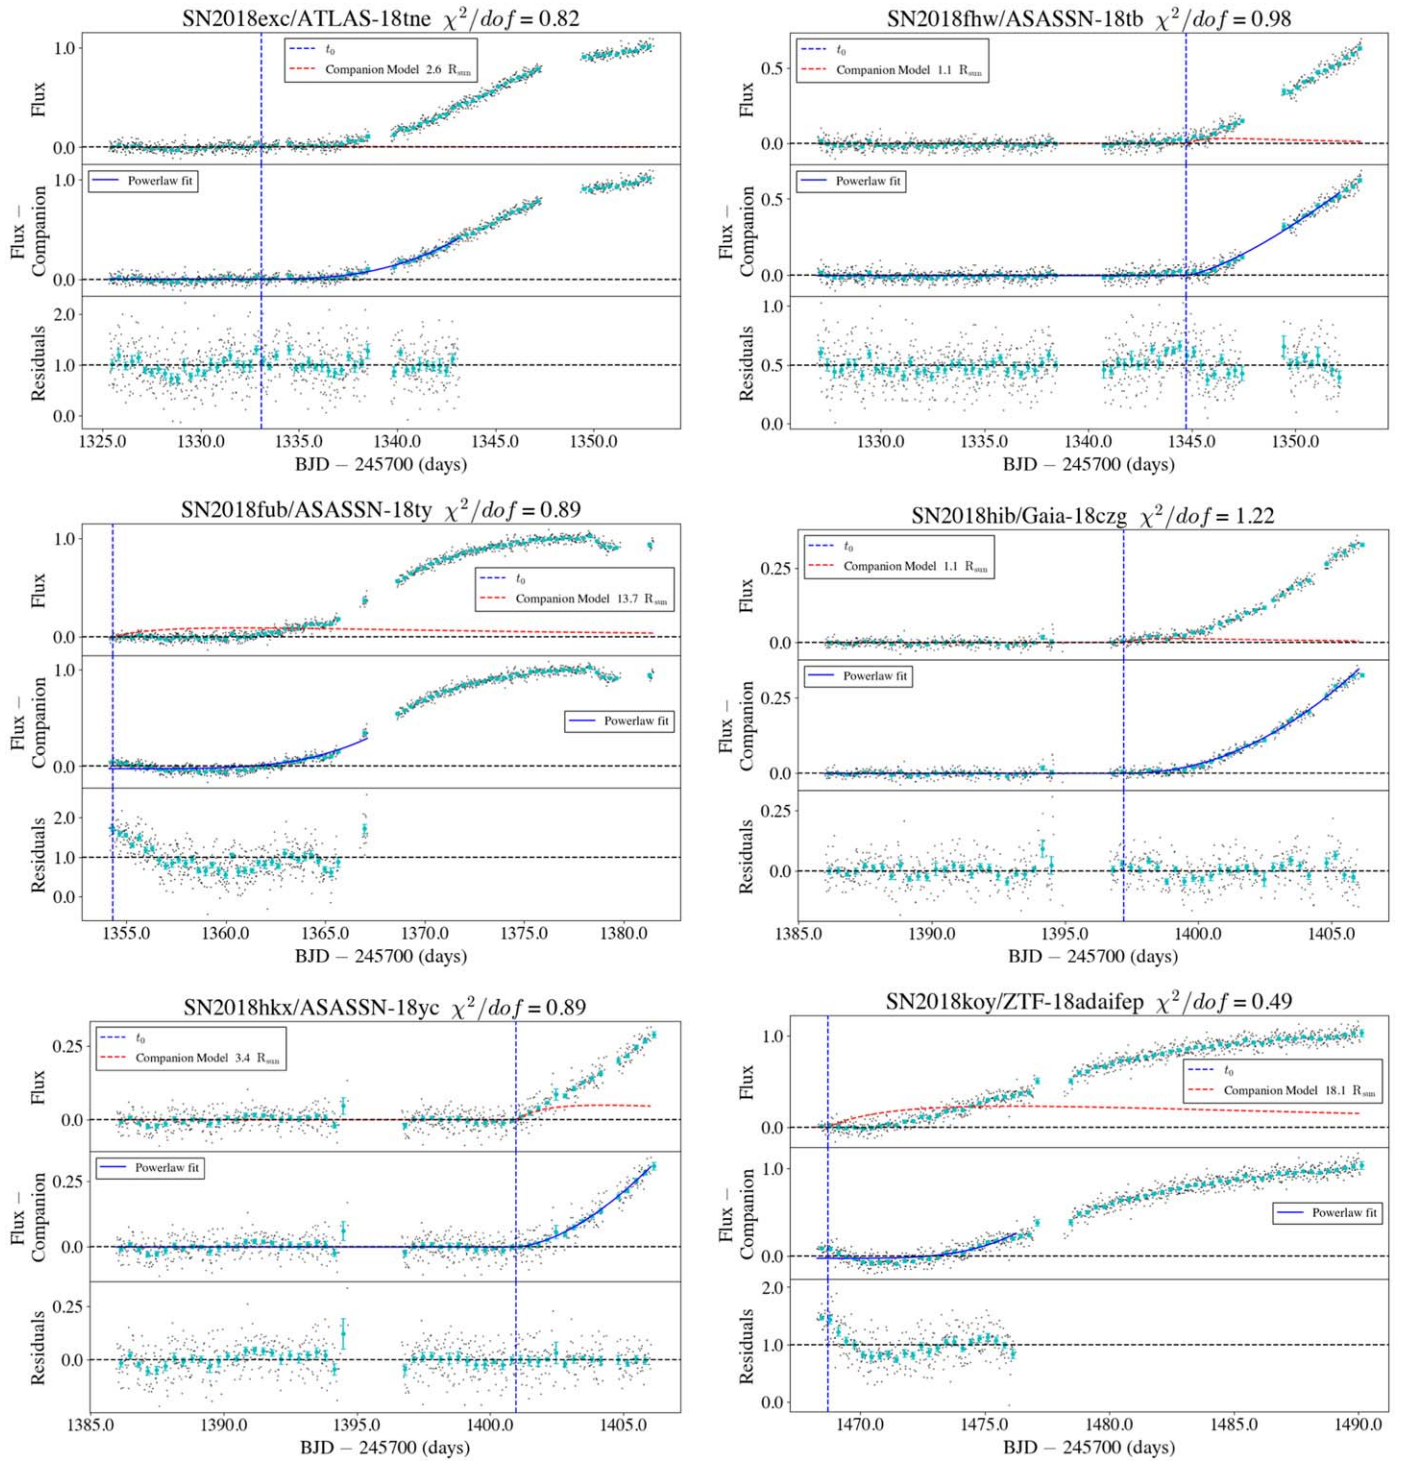 SN2018exc/ATLAS-18tne χ²/dof = 0.82
t₀
Companion Model 2.6 R_sun
Flux
1.0
0.0
Powerlaw fit
Flux − Companion
1.0
0.0
Residuals
2.0
1.0
0.0
1325.0 1330.0 1335.0 1340.0 1345.0 1350.0
BJD − 245700 (days)
SN2018fhw/ASASSN-18tb χ²/dof = 0.98
t₀
Companion Model 1.1 R_sun
Flux
0.5
0.0
Powerlaw fit
Flux − Companion
0.5
0.0
Residuals
1.0
0.5
0.0
1330.0 1335.0 1340.0 1345.0 1350.0
BJD − 245700 (days)
SN2018fub/ASASSN-18ty χ²/dof = 0.89
Flux
1.0
0.0
t₀
Companion Model 13.7 R_sun
Flux − Companion
1.0
0.0
Powerlaw fit
Residuals
2.0
1.0
0.0
1355.0 1360.0 1365.0 1370.0 1375.0 1380.0
BJD − 245700 (days)
SN2018hib/Gaia-18czg χ²/dof = 1.22
t₀
Companion Model 1.1 R_sun
Flux
0.25
0.0
Powerlaw fit
Flux − Companion
0.25
0.0
Residuals
0.25
0.0
1385.0 1390.0 1395.0 1400.0 1405.0
BJD − 245700 (days)
SN2018hkx/ASASSN-18yc χ²/dof = 0.89
t₀
Companion Model 3.4 R_sun
Flux
0.25
0.0
Powerlaw fit
Flux − Companion
0.25
0.0
Residuals
0.25
0.0
1385.0 1390.0 1395.0 1400.0 1405.0
BJD − 245700 (days)
SN2018koy/ZTF-18adaifep χ²/dof = 0.49
Flux
1.0
0.0
t₀
Companion Model 18.1 R_sun
Flux − Companion
1.0
0.0
Powerlaw fit
Residuals
2.0
1.0
0.0
1470.0 1475.0 1480.0 1485.0 1490.0
BJD − 245700 (days)